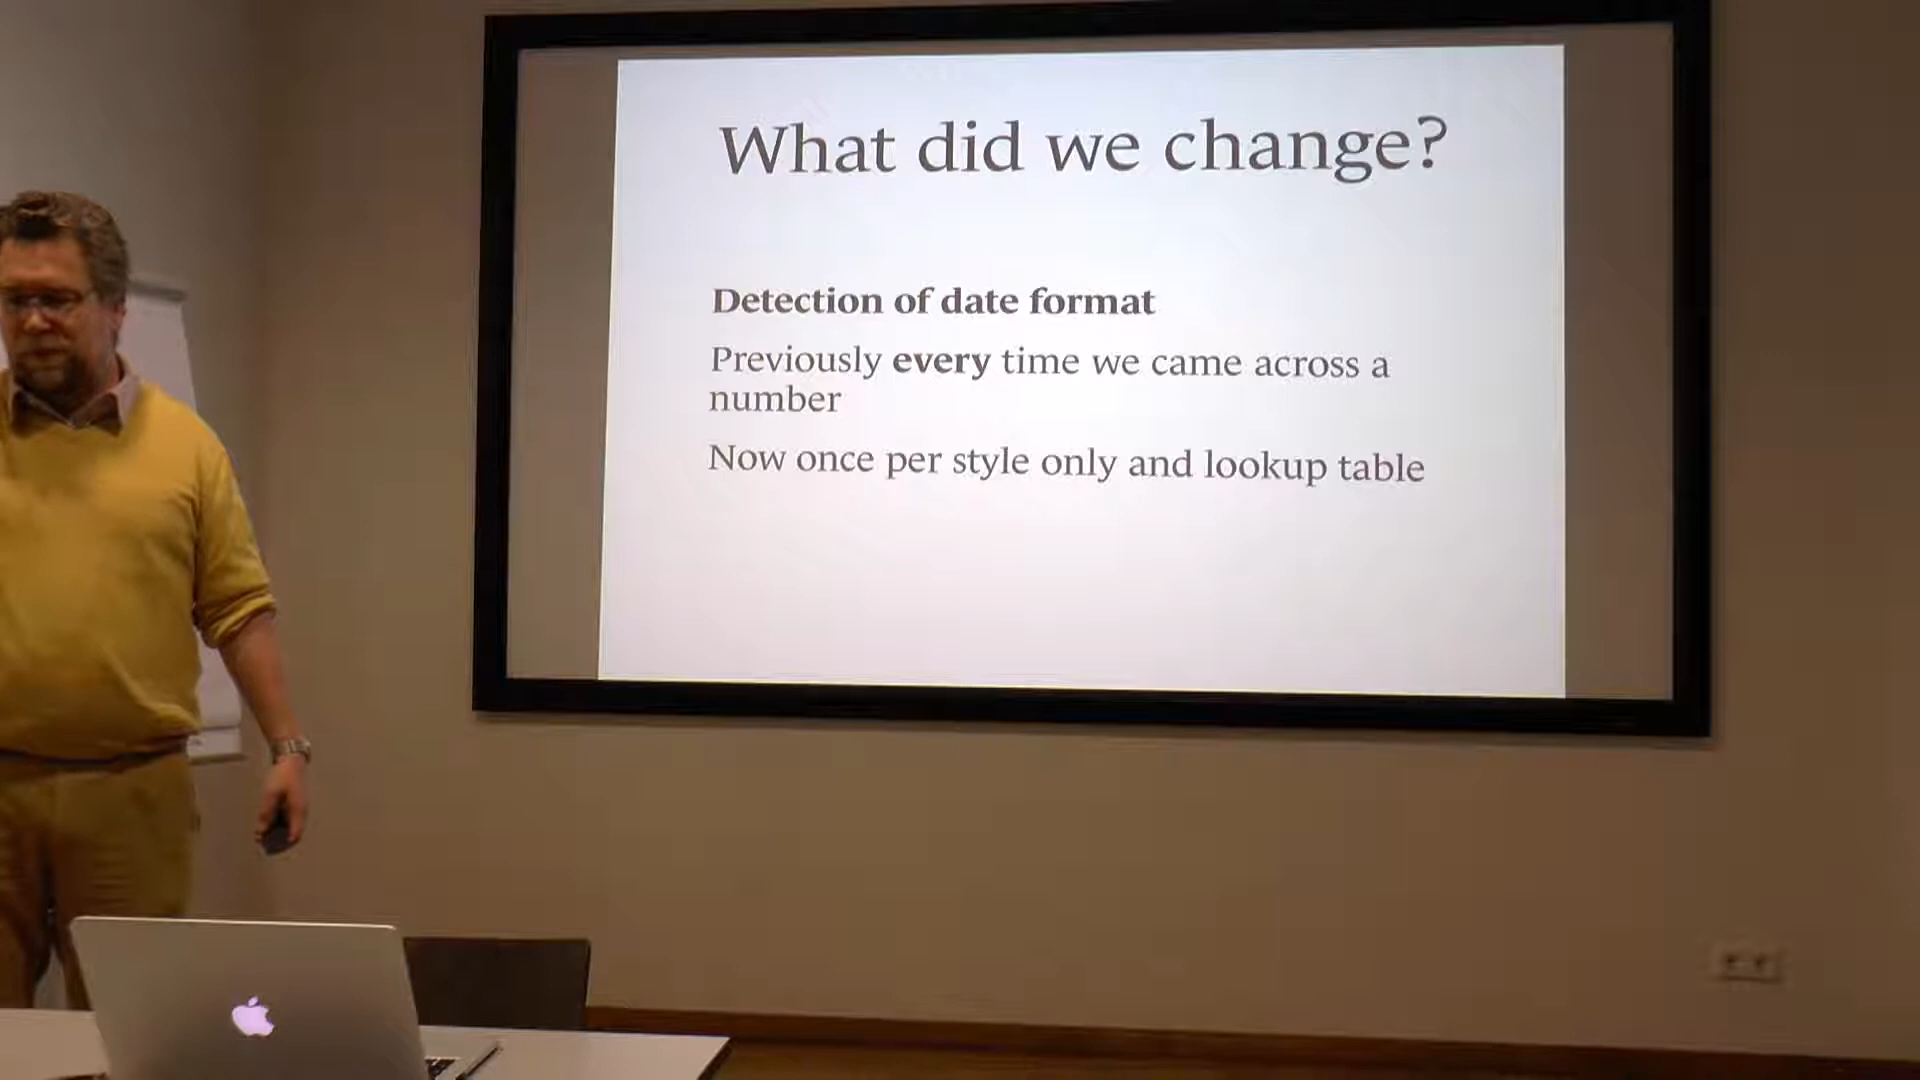 What did we change?
Detection of date format
Previously every time we came across a
number
Now once per style only and lookup table